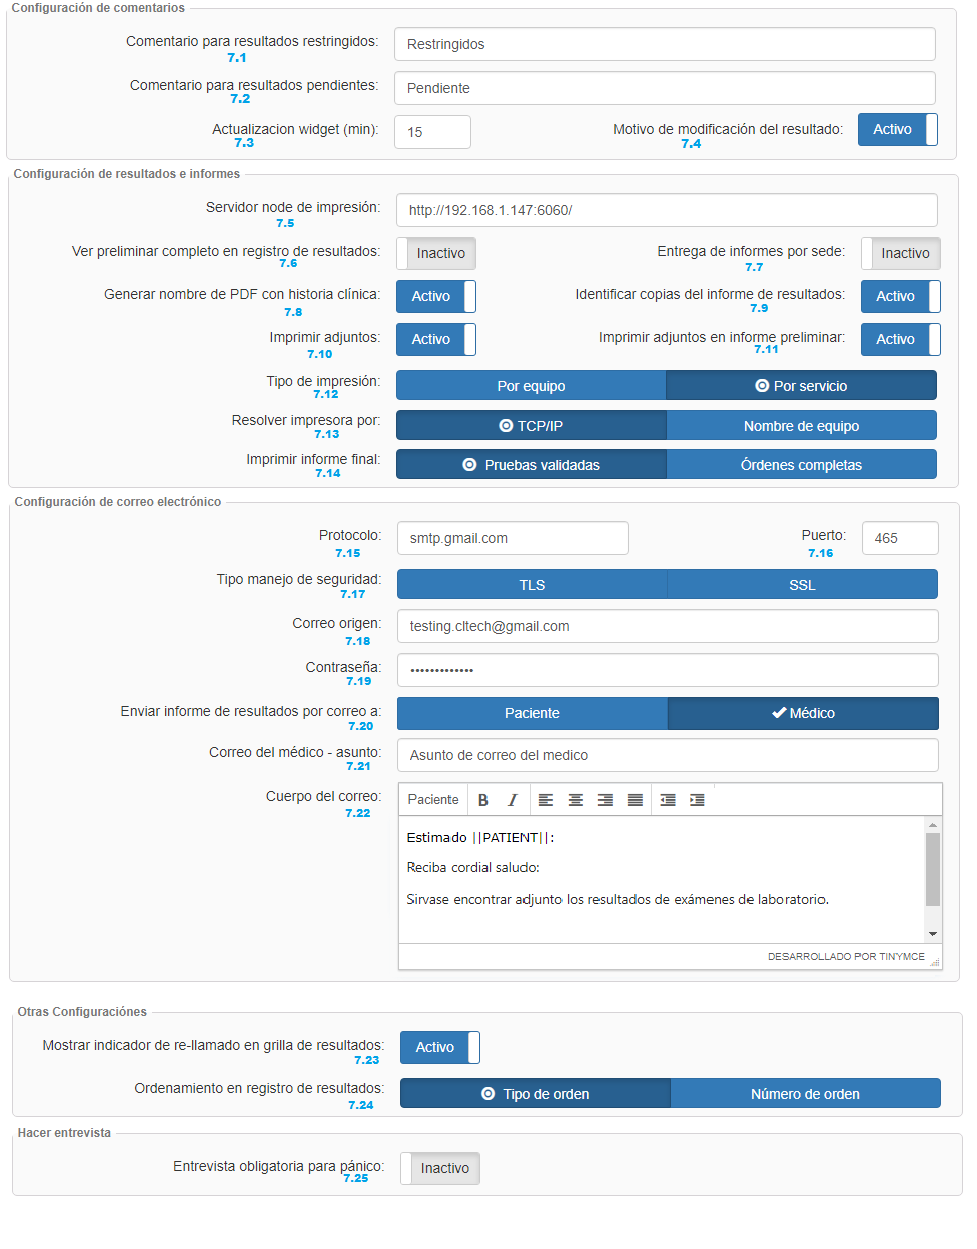 Configuración de comentarios
Comentario para resultados restringidos: Restringidos
7.1
Comentario para resultados pendientes: Pendiente
7.2
Actualizacion widget (min): 15 Motivo de modificación del resultado: Activo
7.3 7.4
Configuración de resultados e informes
Servidor node de impresión: http://192.168.1.147:6060/
7.5
Ver preliminar completo en registro de resultados: Inactivo Entrega de informes por sede: Inactivo
7.6 7.7
Generar nombre de PDF con historia clínica: Activo Identificar copias del informe de resultados: Activo
7.8 7.9
Imprimir adjuntos: Activo Imprimir adjuntos en informe preliminar: Activo
7.10 7.11
Tipo de impresión: Por equipo Por servicio
7.12
Resolver impresora por: TCP/IP Nombre de equipo
7.13
Imprimir informe final: Pruebas validadas Órdenes completas
7.14
Configuración de correo electrónico
Protocolo: smtp.gmail.com Puerto: 465
7.15 7.16
Tipo manejo de seguridad: TLS SSL
7.17
Correo origen: testing.cltech@gmail.com
7.18
Contraseña: •••••••••••••
7.19
Enviar informe de resultados por correo a: Paciente Médico
7.20
Correo del médico - asunto: Asunto de correo del medico
7.21
Cuerpo del correo: Paciente B I
7.22
Estimado ||PATIENT||:
Reciba cordial saludo:
Sirvase encontrar adjunto los resultados de exámenes de laboratorio.
DESARROLLADO POR TINYMCE
Otras Configuraciónes
Mostrar indicador de re-llamado en grilla de resultados: Activo
7.23
Ordenamiento en registro de resultados: Tipo de orden Número de orden
7.24
Hacer entrevista
Entrevista obligatoria para pánico: Inactivo
7.25